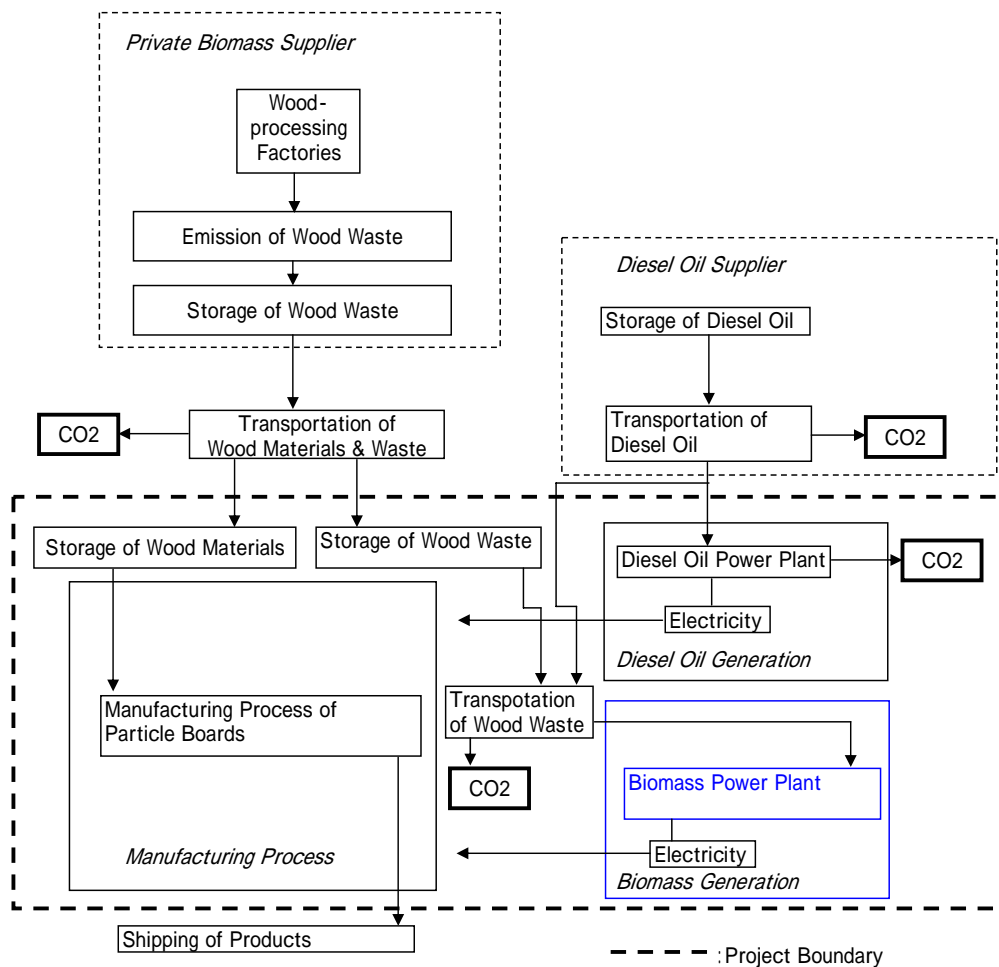 Private Biomass Supplier
Wood-
processing
Factories
Emission of Wood Waste
Storage of Wood Waste
Diesel Oil Supplier
Storage of Diesel Oil
Transportation of
Wood Materials & Waste
CO2
Transportation of
Diesel Oil
CO2
Storage of Wood Materials
Storage of Wood Waste
Diesel Oil Power Plant
CO2
Electricity
Diesel Oil Generation
Manufacturing Process of
Particle Boards
Transpotation
of Wood Waste
CO2
Biomass Power Plant
Manufacturing Process
Electricity
Biomass Generation
Shipping of Products
: Project Boundary